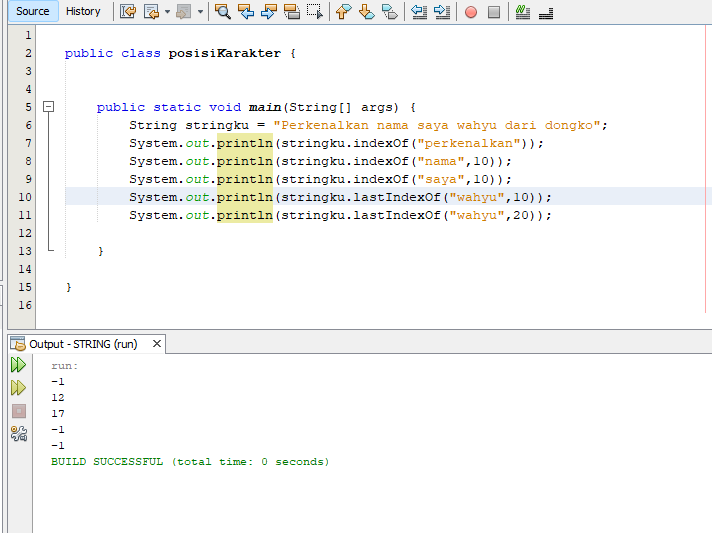 Source History
1
2 public class posisiKarakter {
3
4
5 public static void main(String[] args) {
6 String stringku = "Perkenalkan nama saya wahyu dari dongko";
7 System.out.println(stringku.indexOf("perkenalkan"));
8 System.out.println(stringku.indexOf("nama",10));
9 System.out.println(stringku.indexOf("saya",10));
10 System.out.println(stringku.lastIndexOf("wahyu",10));
11 System.out.println(stringku.lastIndexOf("wahyu",20));
12
13 }
14
15 }
16
Output - STRING (run)
run:
-1
12
17
-1
-1
BUILD SUCCESSFUL (total time: 0 seconds)